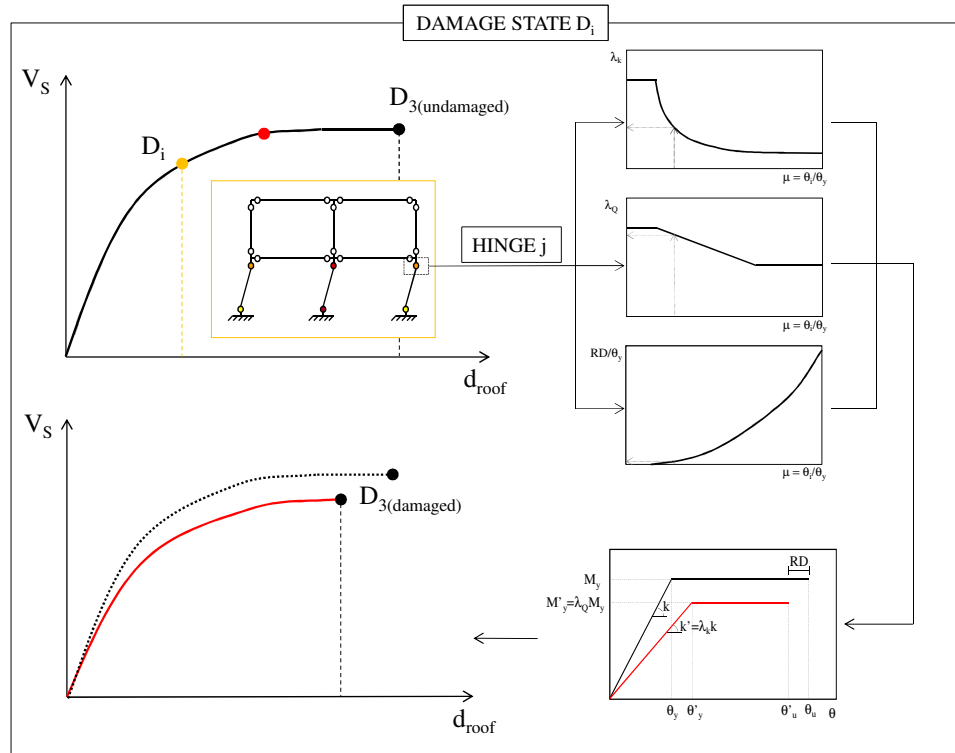 DAMAGE STATE Di
VS
D3(undamaged)
Di
droof
HINGE j
λk
μ = θi/θy
λQ
μ = θi/θy
RD/θy
μ = θi/θy
VS
D3(damaged)
droof
RD
My
M'y=λQMy
k
k'=λkk
θy
θ'y
θ'u
θu
θ